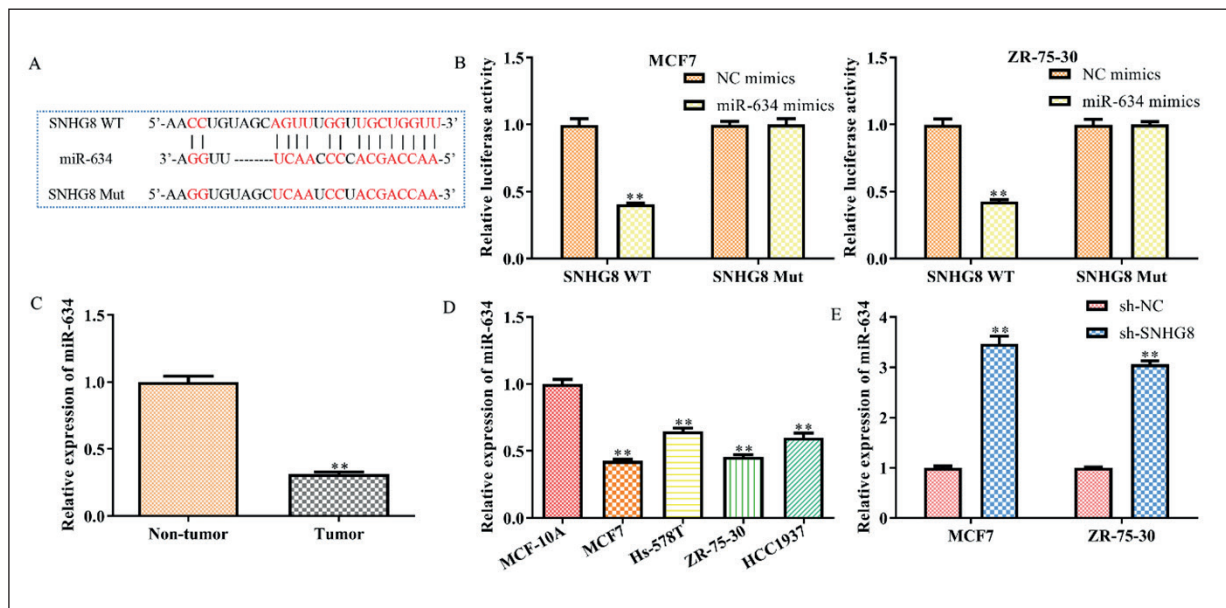 A
SNHG8 WT 5'-AACCUGUAGCAGUUUGGUUGCUGGUU-3'
miR-634 3'-AGGUU --------UCAACCCCACGACCAA-5'
SNHG8 Mut 5'-AAGGUGUAGCUCAAUCCUACGACCAA-3'
B
MCF7
NC mimics
miR-634 mimics
Relative luciferase activity
1.5
1.0
0.5
0.0
**
SNHG8 WT
SNHG8 Mut
ZR-75-30
NC mimics
miR-634 mimics
Relative luciferase activity
1.5
1.0
0.5
0.0
**
SNHG8 WT
SNHG8 Mut
C
Relative expression of miR-634
1.5
1.0
0.5
0.0
**
Non-tumor
Tumor
D
Relative expression of miR-634
1.5
1.0
0.5
0.0
**
**
**
**
MCF-10A
MCF7
Hs-578T
ZR-75-30
HCC1937
E
sh-NC
sh-SNHG8
Relative expression of miR-634
4
3
2
1
0
**
**
MCF7
ZR-75-30